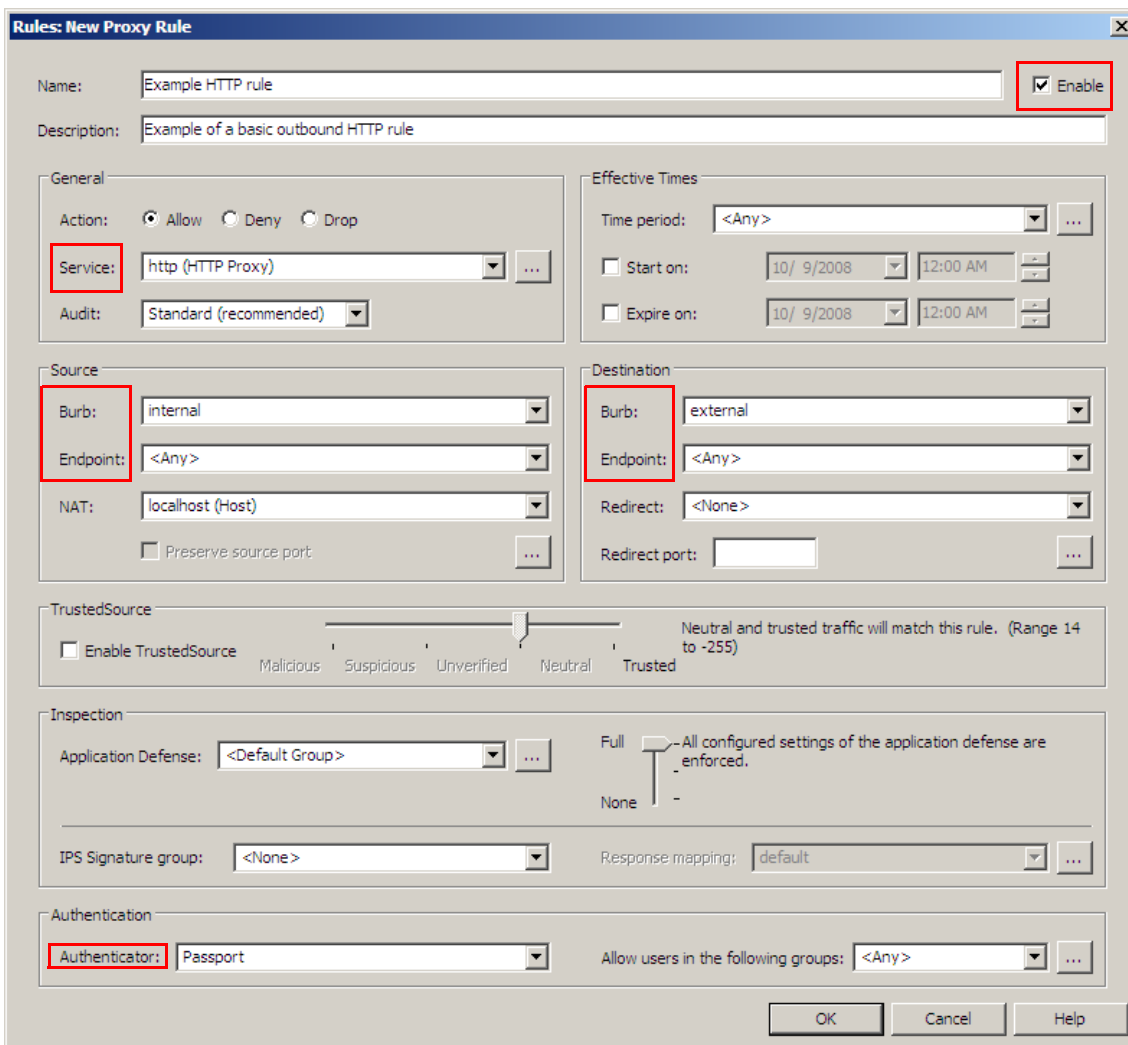 Rules: New Proxy Rule
Name: Example HTTP rule Enable
Description: Example of a basic outbound HTTP rule
General
Action: Allow Deny Drop
Service: http (HTTP Proxy) ...
Audit: Standard (recommended)
Effective Times
Time period: <Any> ...
Start on: 10/ 9/2008 12:00 AM
Expire on: 10/ 9/2008 12:00 AM
Source
Burb: internal
Endpoint: <Any>
NAT: localhost (Host)
Preserve source port ...
Destination
Burb: external
Endpoint: <Any>
Redirect: <None>
Redirect port: ...
TrustedSource
Enable TrustedSource
Malicious Suspicious Unverified Neutral Trusted
Neutral and trusted traffic will match this rule. (Range 14
to -255)
Inspection
Application Defense: <Default Group> ...
Full
None
All configured settings of the application defense are
enforced.
IPS Signature group: <None>
Response mapping: default ...
Authentication
Authenticator: Passport
Allow users in the following groups: <Any> ...
OK Cancel Help